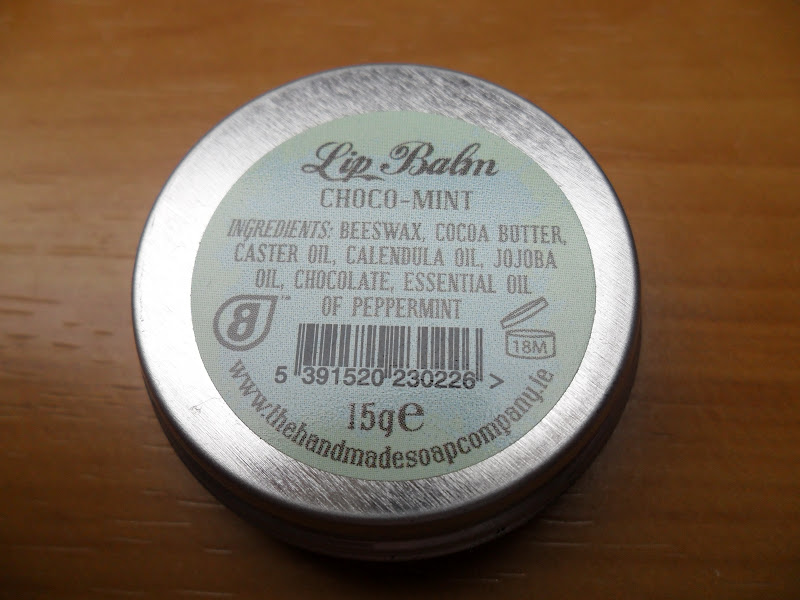 Lip Balm
CHOCO-MINT
INGREDIENTS: BEESWAX, COCOA BUTTER,
CASTER OIL, CALENDULA OIL, JOJOBA
OIL, CHOCOLATE, ESSENTIAL OIL
OF PEPPERMINT
B ™
18M
5 391520 230226 >
15g℮
www.thehandmadesoapcompany.ie